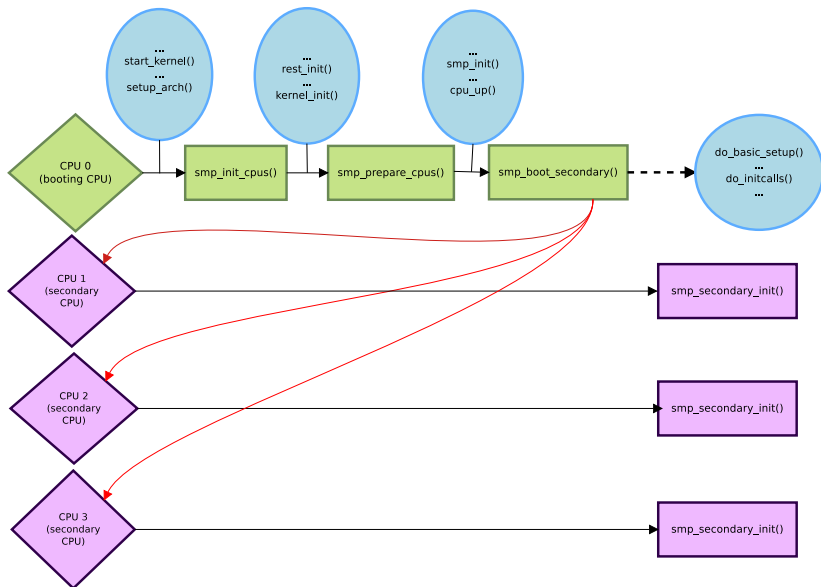 ...
start_kernel()
...
setup_arch()
...
rest_init()
...
kernel_init()
...
smp_init()
...
cpu_up()
CPU 0
(booting CPU)
smp_init_cpus()
smp_prepare_cpus()
smp_boot_secondary()
do_basic_setup()
...
do_initcalls()
...
CPU 1
(secondary
CPU)
smp_secondary_init()
CPU 2
(secondary
CPU)
smp_secondary_init()
CPU 3
(secondary
CPU)
smp_secondary_init()